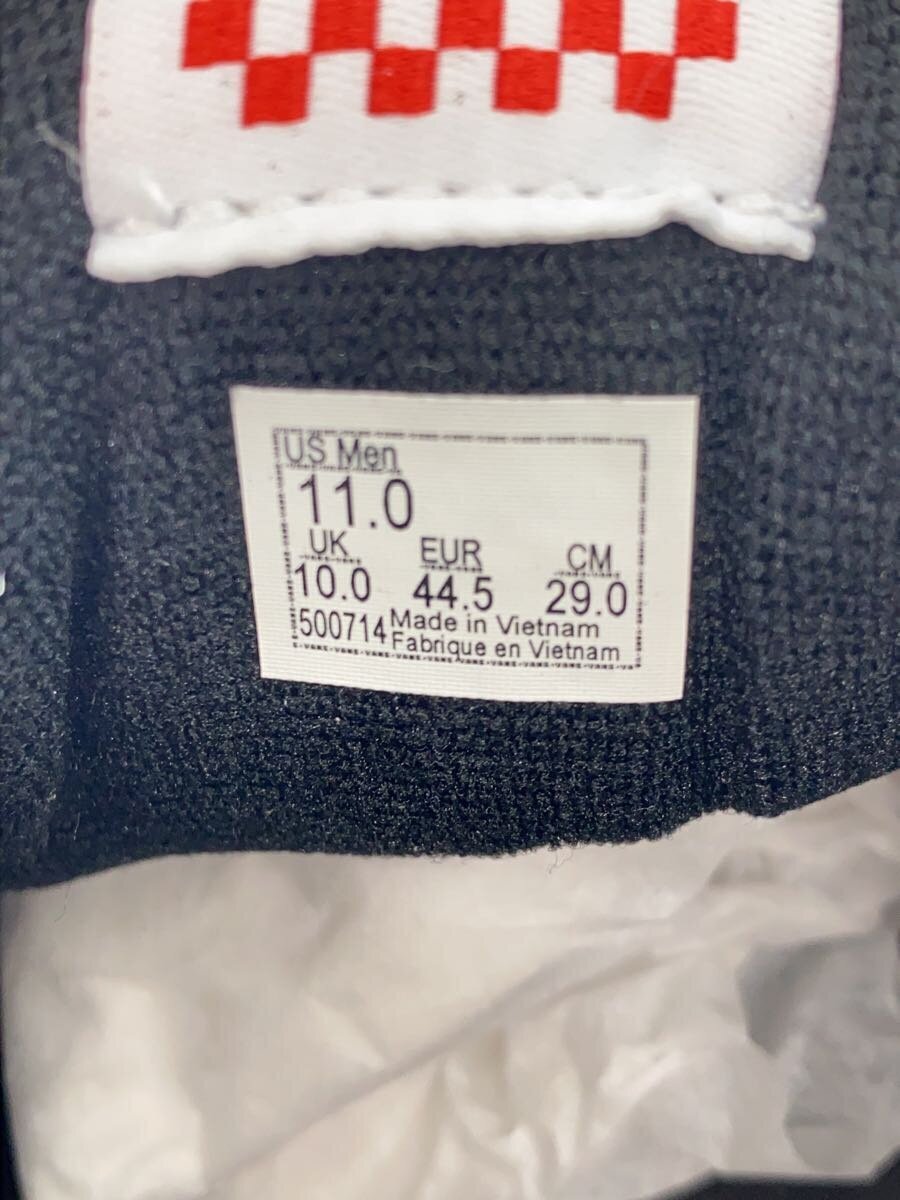 US Men
11.0
UK EUR CM
10.0 44.5 29.0
500714 Made in Vietnam
Fabrique en Vietnam